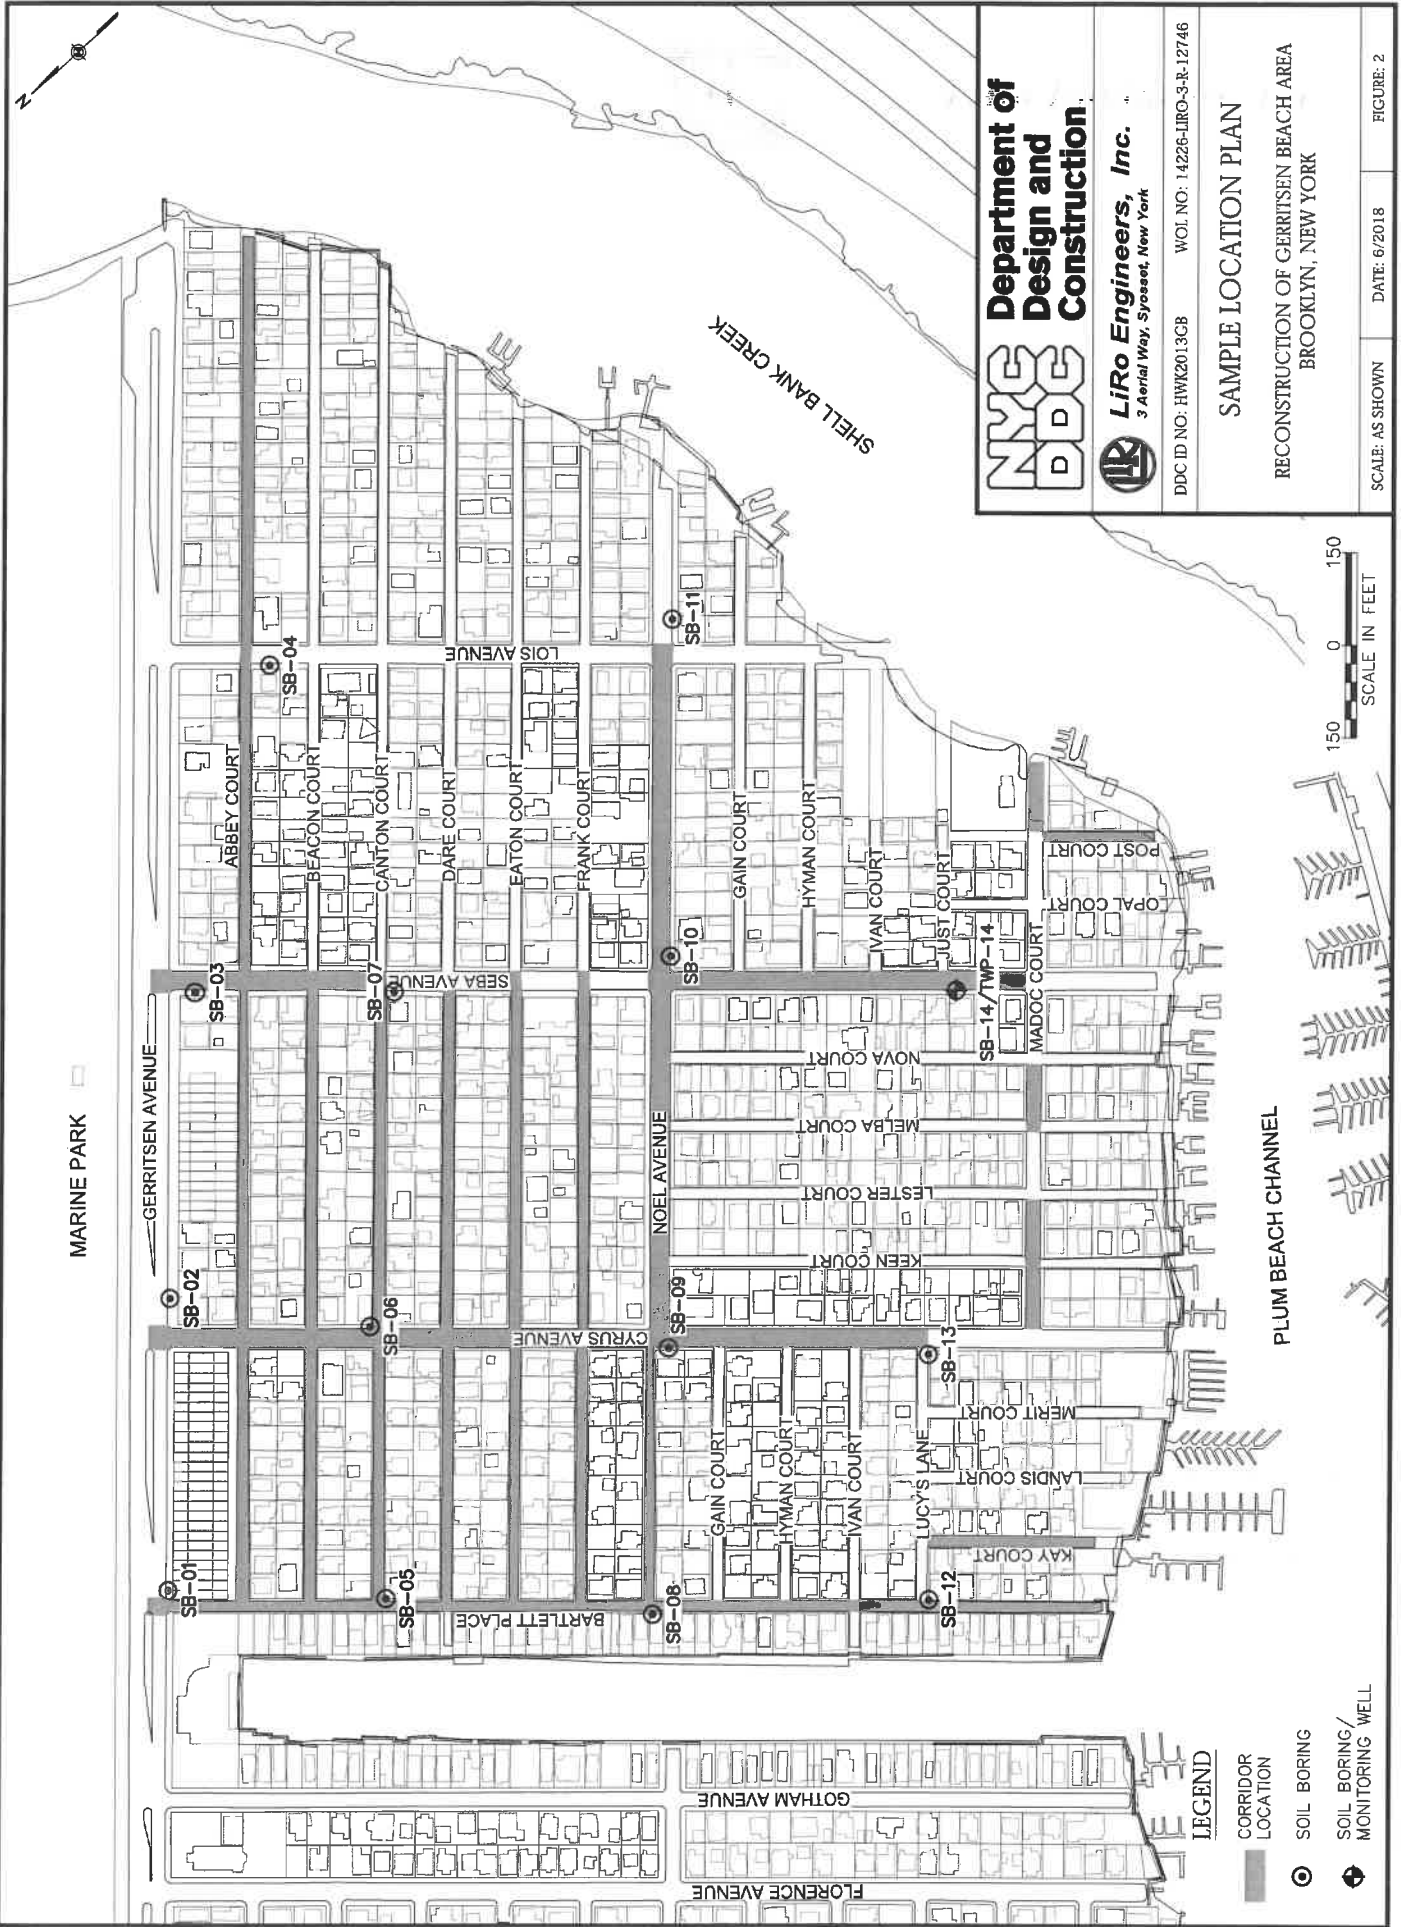 N
MARINE PARK
GERRITSEN AVENUE
SB-01
SB-02
SB-03
SB-04
ABBEY COURT
BEACON COURT
CANTON COURT
DARE COURT
EATON COURT
FRANK COURT
LOIS AVENUE
SEBA AVENUE
CYRUS AVENUE
BARTLETT PLACE
SB-05
SB-06
SB-07
SB-08
SB-09
SB-10
SB-11
NOEL AVENUE
GAIN COURT
HYMAN COURT
IVAN COURT
JUST COURT
GAIN COURT
HYMAN COURT
IVAN COURT
LUCY'S LANE
KEEN COURT
LESTER COURT
MELBA COURT
NOVA COURT
SB-12
SB-13
SB-14/TWP-14
MADOC COURT
OPAL COURT
POST COURT
KAY COURT
LANDIS COURT
MERIT COURT
GOTHAM AVENUE
FLORENCE AVENUE
SHELL BANK CREEK
PLUM BEACH CHANNEL
LEGEND
CORRIDOR
LOCATION
SOIL BORING
SOIL BORING/
MONITORING WELL
150 0 150
SCALE IN FEET
NYC
DDC
Department of
Design and
Construction
LiRo Engineers, Inc.
3 Aerial Way, Syosset, New York
DDC ID NO: HWK2013GB WOL NO: 14226-LIRO-3-R-12746
SAMPLE LOCATION PLAN
RECONSTRUCTION OF GERRITSEN BEACH AREA
BROOKLYN, NEW YORK
SCALE: AS SHOWN DATE: 6/2018 FIGURE: 2